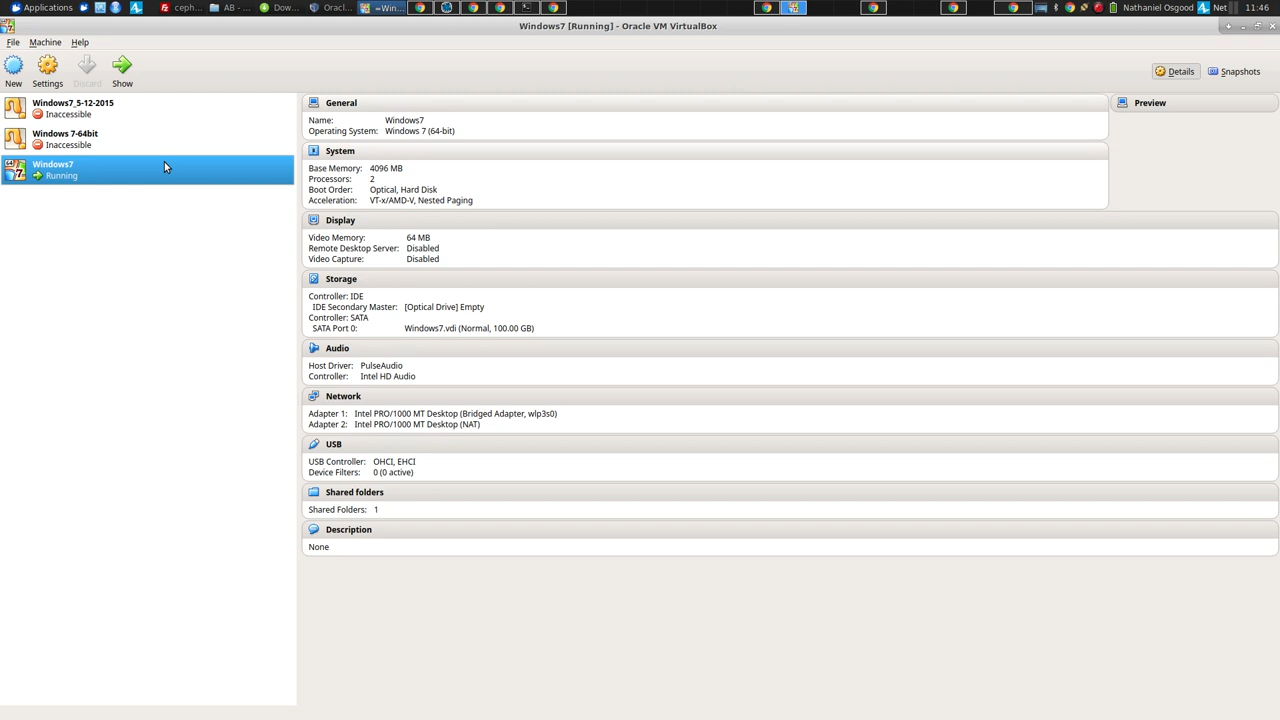 Applications
ceph...
AB - ...
Dow...
Oracl...
=Win...
Nathaniel Osgood
Net
11:46
Windows7 [Running] - Oracle VM VirtualBox
File Machine Help
New Settings Discard Show
Details Snapshots
Windows7_5-12-2015
Inaccessible
Windows 7-64bit
Inaccessible
Windows7
Running
General
Name: Windows7
Operating System: Windows 7 (64-bit)
Preview
System
Base Memory: 4096 MB
Processors: 2
Boot Order: Optical, Hard Disk
Acceleration: VT-x/AMD-V, Nested Paging
Display
Video Memory: 64 MB
Remote Desktop Server: Disabled
Video Capture: Disabled
Storage
Controller: IDE
IDE Secondary Master: [Optical Drive] Empty
Controller: SATA
SATA Port 0: Windows7.vdi (Normal, 100.00 GB)
Audio
Host Driver: PulseAudio
Controller: Intel HD Audio
Network
Adapter 1: Intel PRO/1000 MT Desktop (Bridged Adapter, wlp3s0)
Adapter 2: Intel PRO/1000 MT Desktop (NAT)
USB
USB Controller: OHCI, EHCI
Device Filters: 0 (0 active)
Shared folders
Shared Folders: 1
Description
None